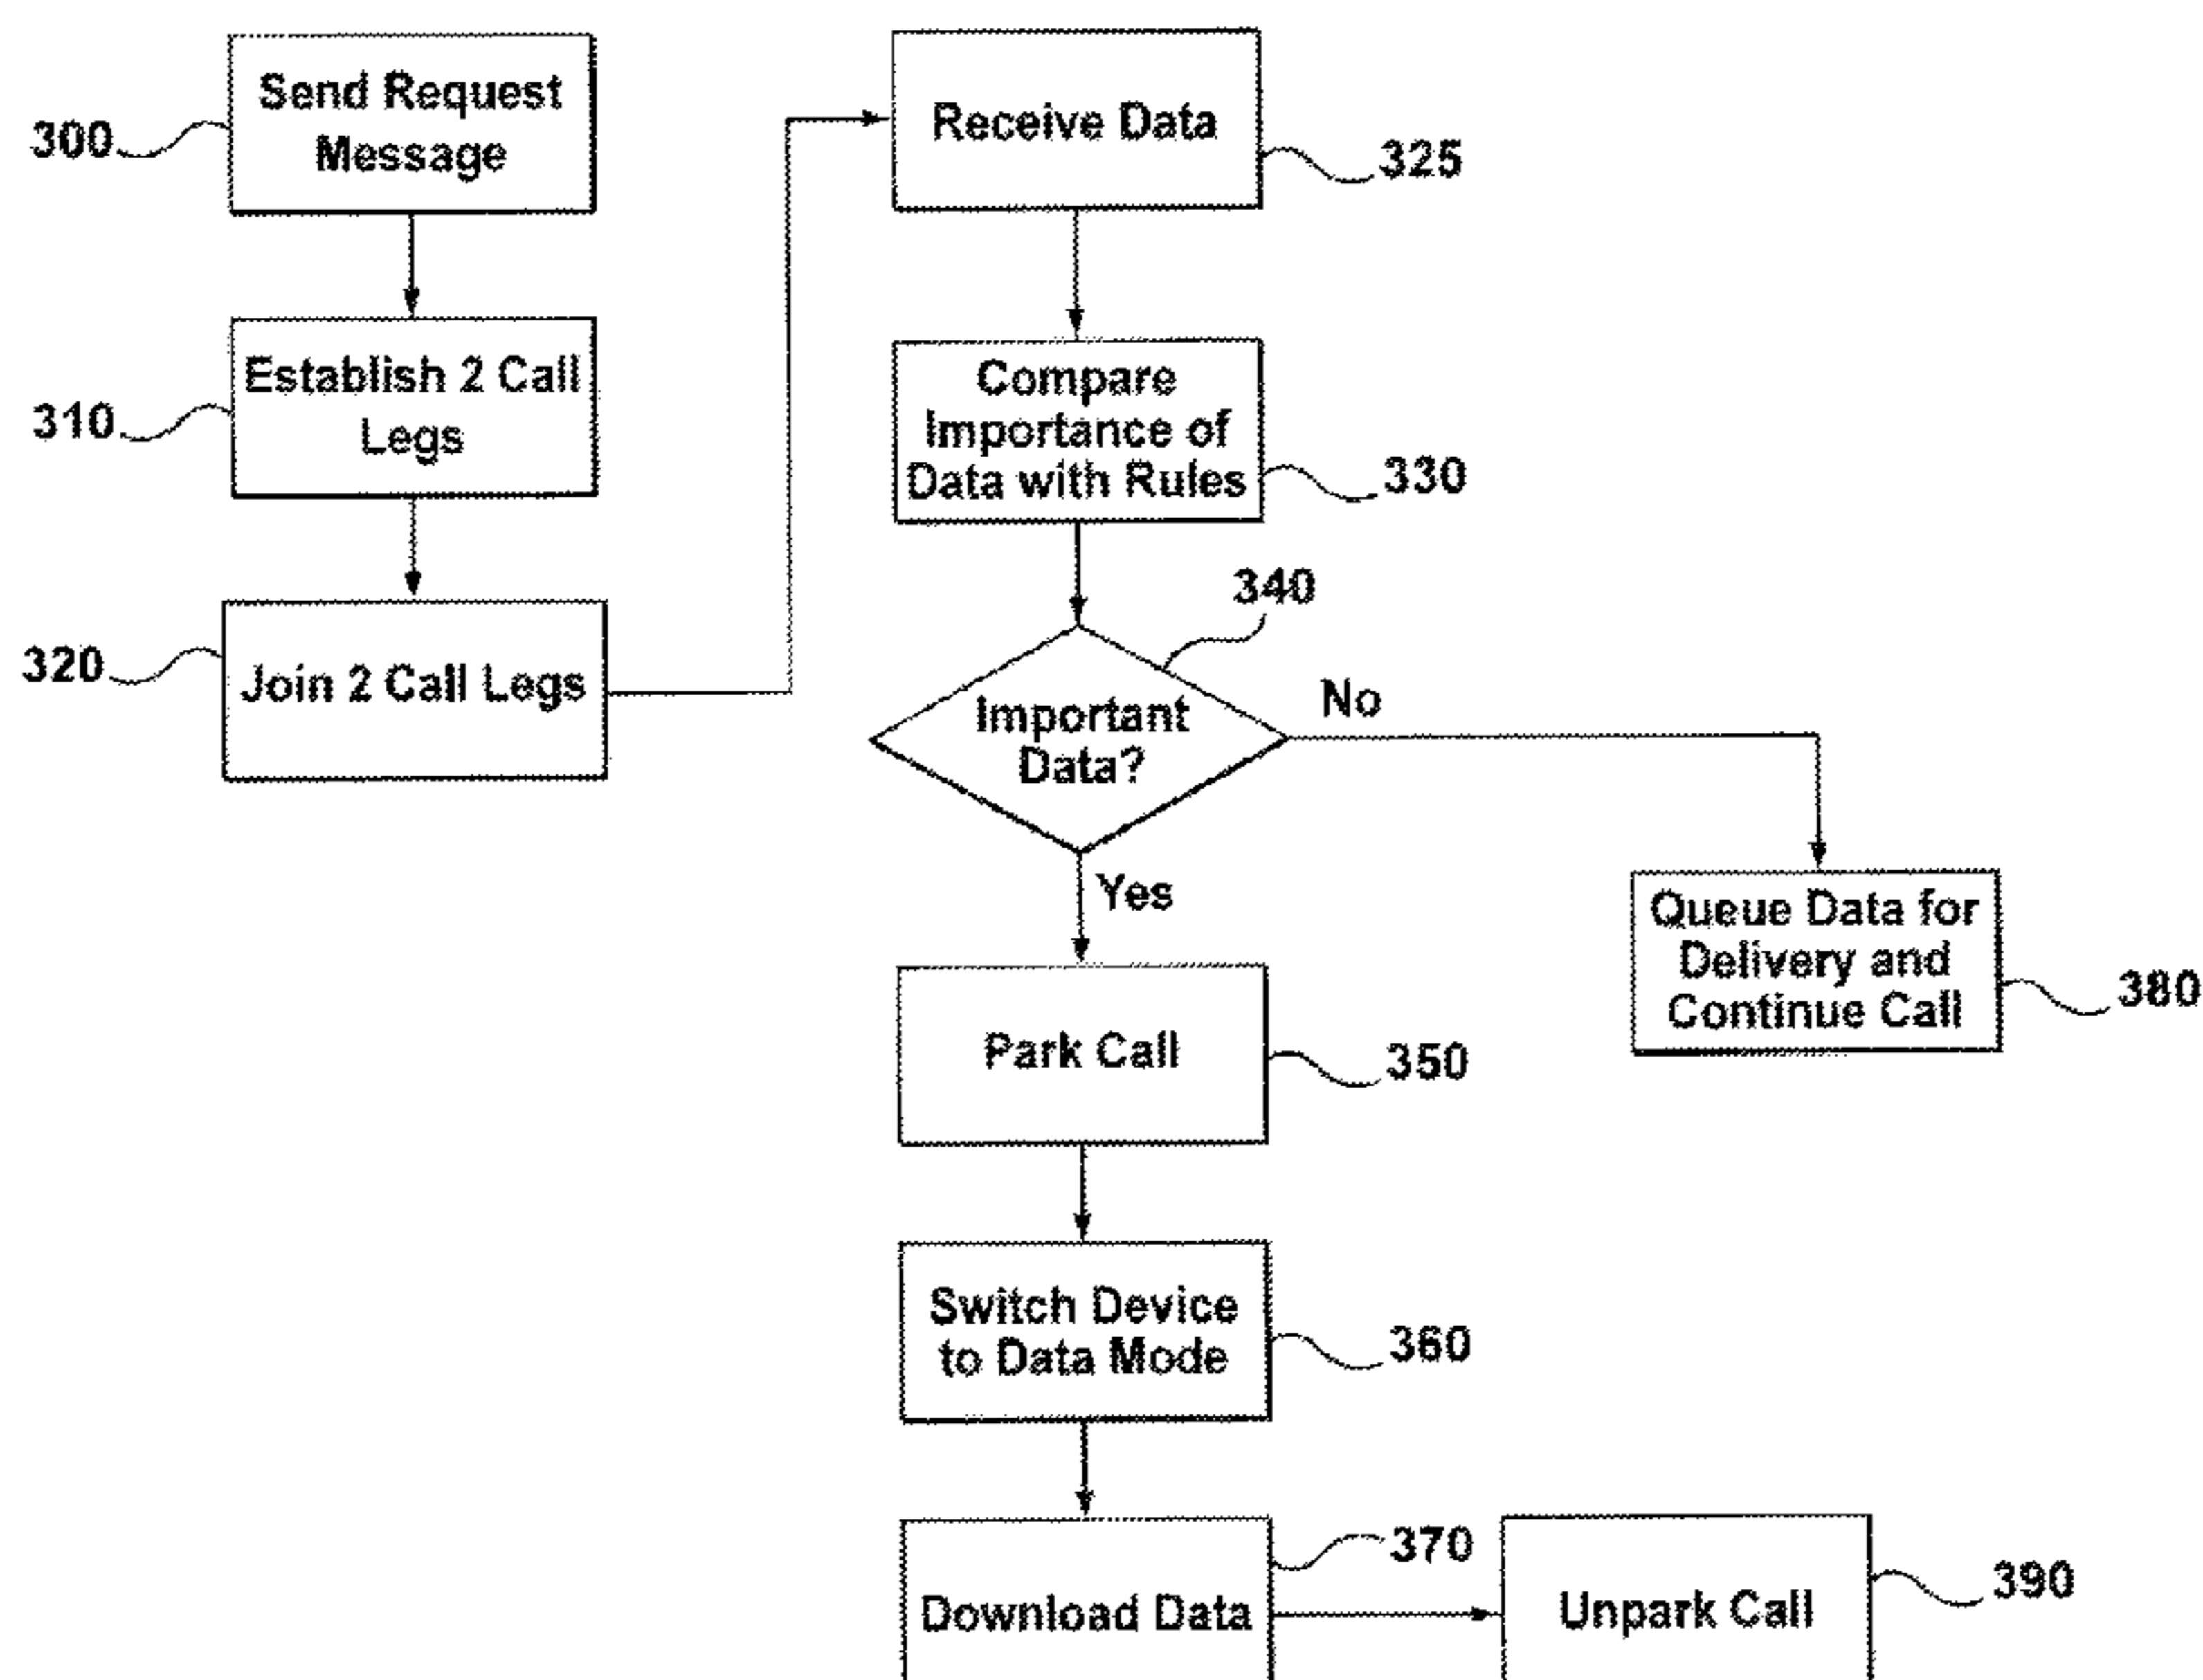 300
Send Request
Message
310
Establish 2 Call
Legs
320
Join 2 Call Legs
Receive Data
325
Compare
Importance of
Data with Rules
330
340
Important
Data?
No
Yes
Queue Data for
Delivery and
Continue Call
380
Park Call
350
Switch Device
to Data Mode
360
Download Data
370
Unpark Call
390